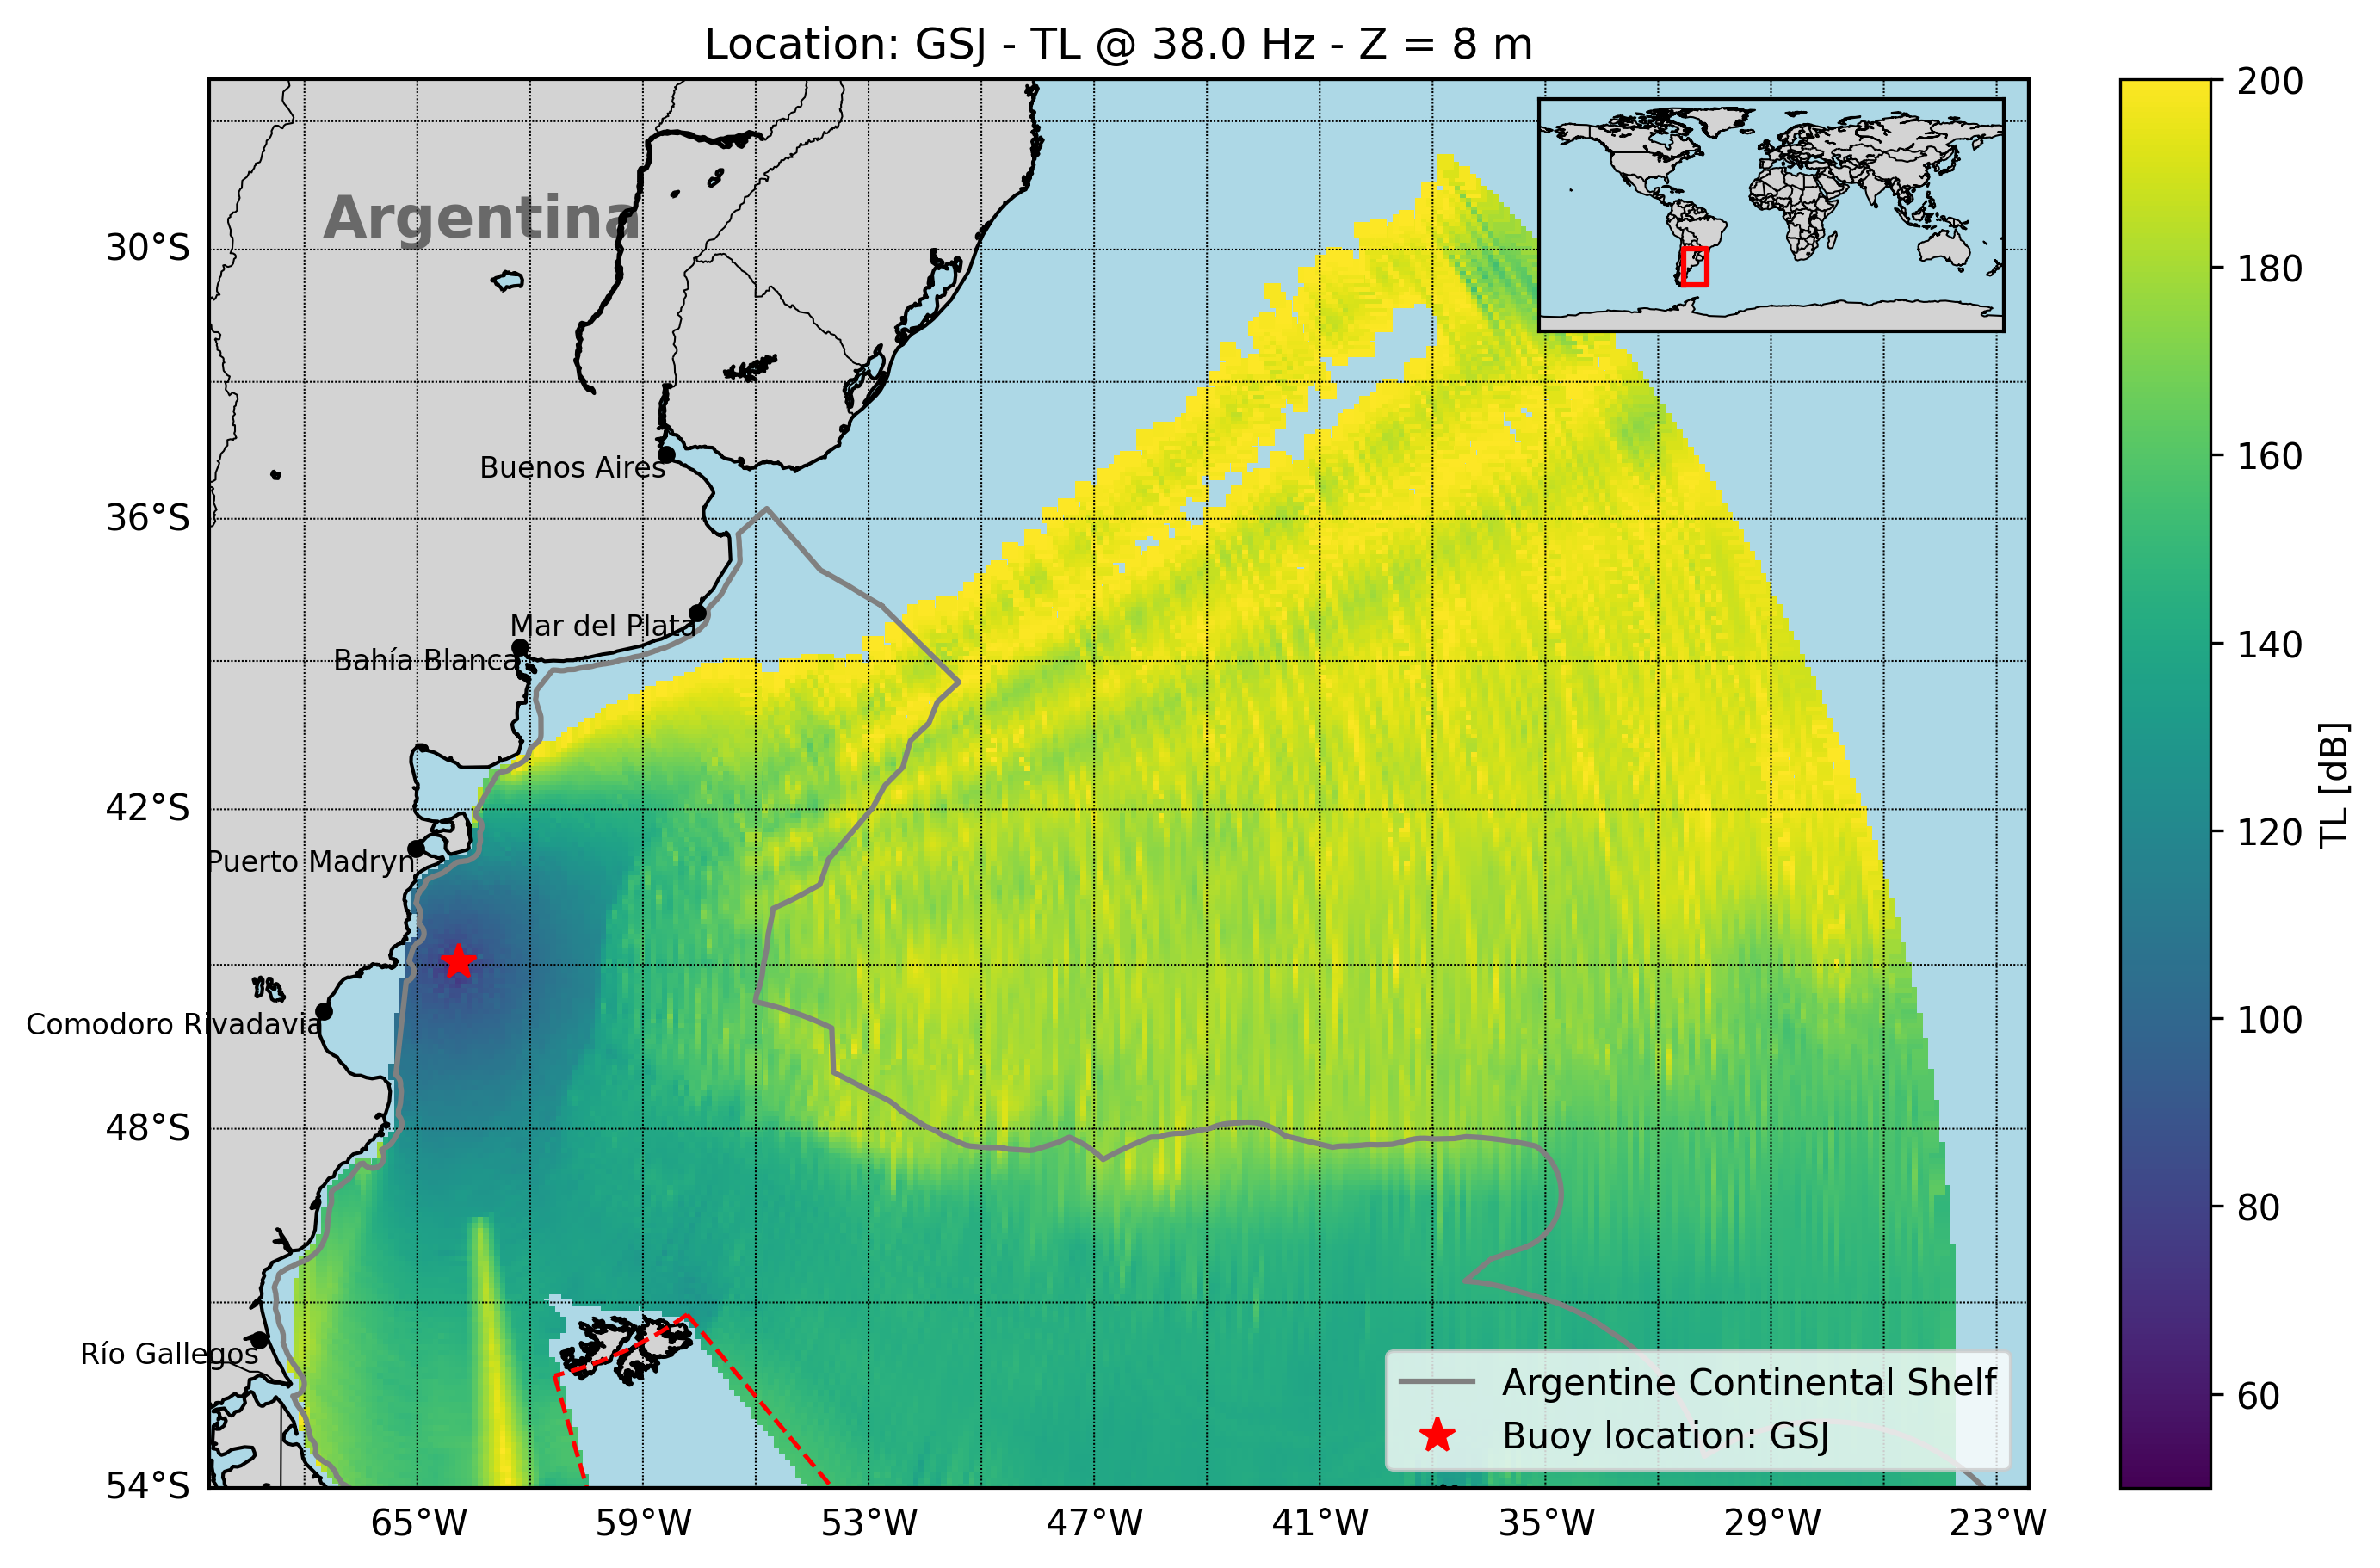 Location: GSJ - TL @ 38.0 Hz - Z = 8 m
Argentina
30°S
Buenos Aires
36°S
Mar del Plata
Bahía Blanca
42°S
Puerto Madryn
Comodoro Rivadavia
48°S
Río Gallegos
54°S
65°W
59°W
53°W
47°W
41°W
35°W
29°W
23°W
Argentine Continental Shelf
Buoy location: GSJ
200
180
160
140
120
100
80
60
TL [dB]